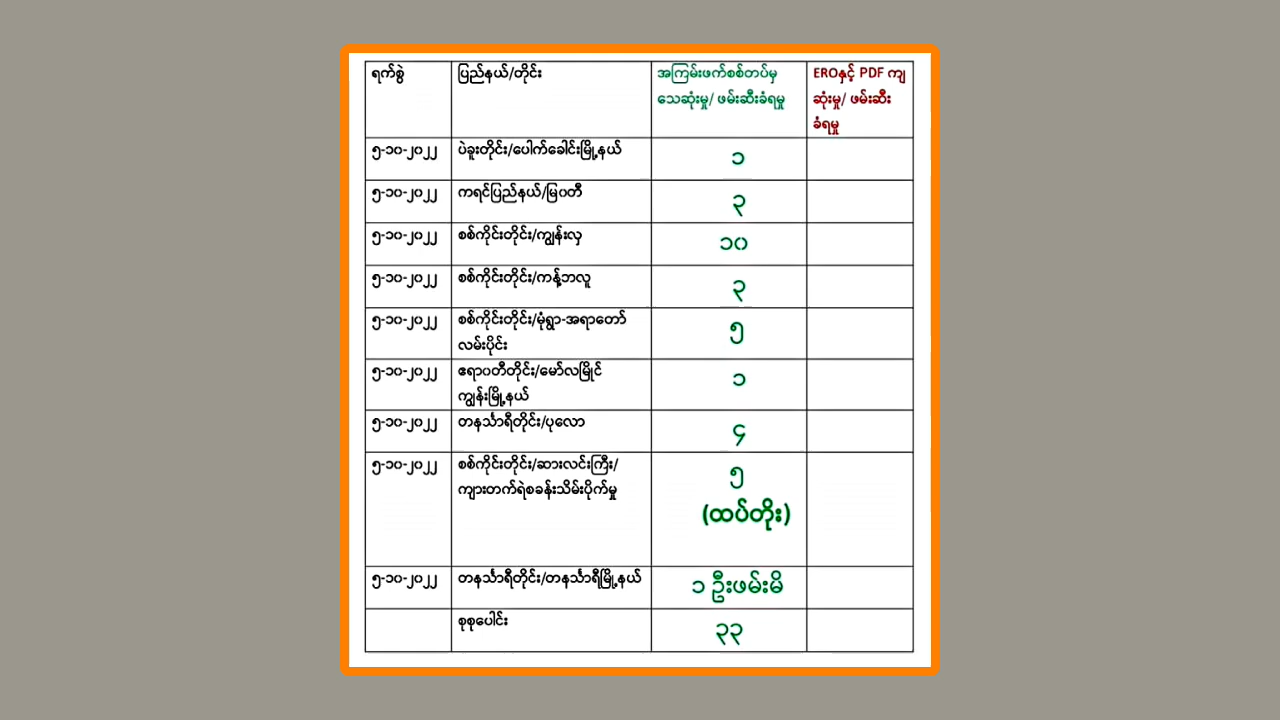 ရက်စွဲ
ပြည်နယ်/တိုင်း
အကြမ်းဖက်စစ်တပ်မှ
သေဆုံးမှု/ ဖမ်းဆီးခံရမှု
EROနှင့် PDF ကျ
ဆုံးမှု/ ဖမ်းဆီး
ခံရမှု
၅-၁၀-၂၀၂၂
ပဲခူးတိုင်း/ပေါက်ခေါင်းမြို့နယ်
၁
၅-၁၀-၂၀၂၂
ကရင်ပြည်နယ်/မြ၀တီ
၃
၅-၁၀-၂၀၂၂
စစ်ကိုင်းတိုင်း/ကျွန်းလှ
၁၀
၅-၁၀-၂၀၂၂
စစ်ကိုင်းတိုင်း/ကန့်ဘလူ
၃
၅-၁၀-၂၀၂၂
စစ်ကိုင်းတိုင်း/မုံရွာ-အရာတော်
လမ်းပိုင်း
၅
၅-၁၀-၂၀၂၂
ဧရာ၀တီတိုင်း/မော်လမြိုင်
ကျွန်းမြို့နယ်
၁
၅-၁၀-၂၀၂၂
တနင်္သာရီတိုင်း/ပုလော
၄
၅-၁၀-၂၀၂၂
စစ်ကိုင်းတိုင်း/ဆားလင်းကြီး/
ကျားတက်ရဲစခန်းသိမ်းပိုက်မှု
၅
(ထပ်တိုး)
၅-၁၀-၂၀၂၂
တနင်္သာရီတိုင်း/တနင်္သာရီမြို့နယ်
၁ ဦးဖမ်းမိ
စုစုပေါင်း
၃၃